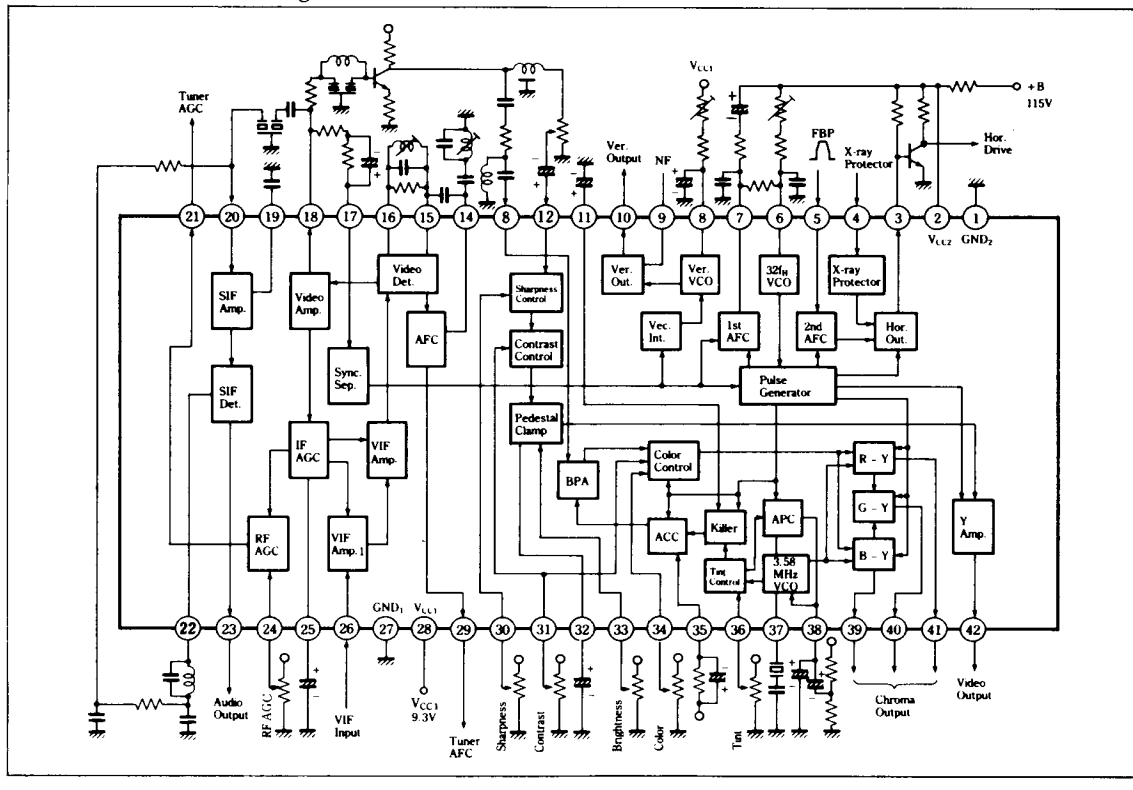 Tuner
AGC
VCC1
+B
115V
Ver.
Output
NF
FBP
X-ray
Protector
Hor.
Drive
21
20
19
18
17
16
15
14
8
12
11
10
9
8
7
6
5
4
3
2
1
VCC2
GND2
SIF
Amp.
Video
Amp.
Video
Det.
AFC
Sync.
Sep.
SIF
Det.
IF
AGC
VIF
Amp.
RF
AGC
VIF
Amp.1
Sharpness
Control
Contrast
Control
Pedestal
Clamp
BPA
Ver.
Out.
Ver.
VCO
Vec.
Int.
1st
AFC
32fH
VCO
2nd
AFC
X-ray
Protector
Hor.
Out.
Pulse
Generator
Color
Control
ACC
Killer
APC
Tint
Control
3.58
MHz
VCO
R - Y
G - Y
B - Y
Y
Amp.
GND1
VCC1
22
23
24
25
26
27
28
29
30
31
32
33
34
35
36
37
38
39
40
41
42
Audio
Output
RF AGC
VIF
Input
VCC1
9.3V
Tuner
AFC
Sharpness
Contrast
Brightness
Color
Tint
Chroma
Output
Video
Output